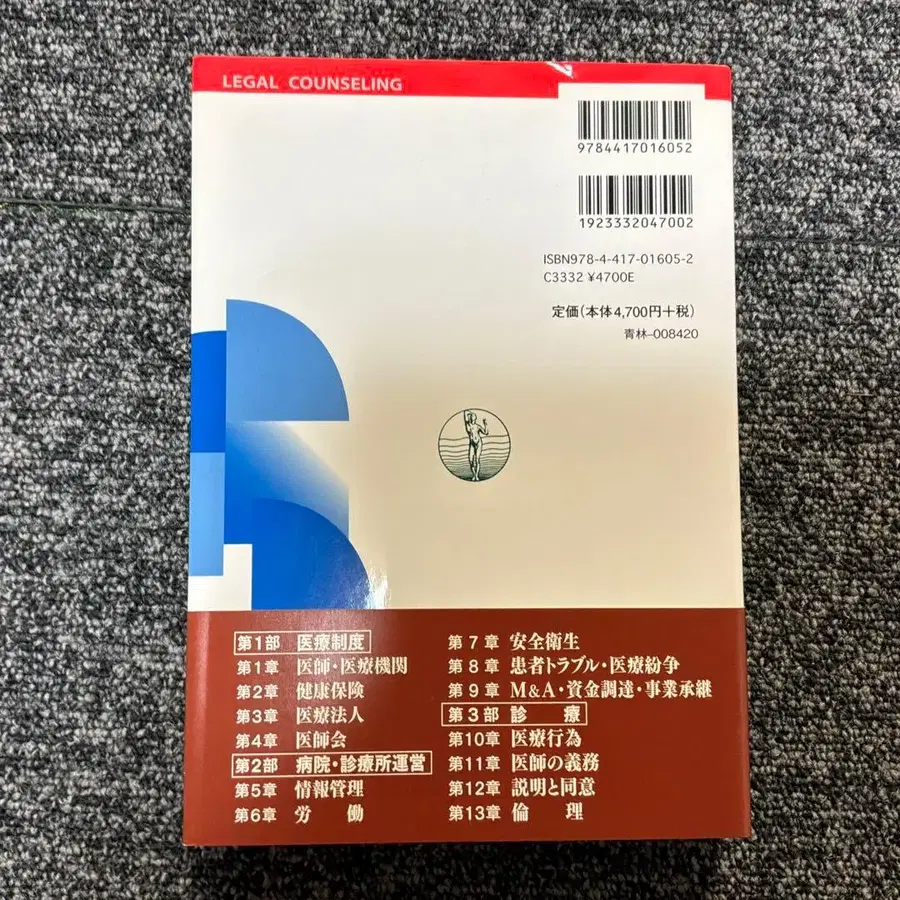 LEGAL COUNSELING
9784417016052
1923332047002
ISBN978-4-417-01605-2
C3332 ¥4700E
定価(本体4,700円+税)
青林-008420
第1部 医療制度
第1章 医師・医療機関
第2章 健康保険
第3章 医療法人
第4章 医師会
第2部 病院・診療所運営
第5章 情報管理
第6章 労 働
第7章 安全衛生
第8章 患者トラブル・医療紛争
第9章 M&A・資金調達・事業承継
第3部 診 療
第10章 医療行為
第11章 医師の義務
第12章 説明と同意
第13章 倫 理